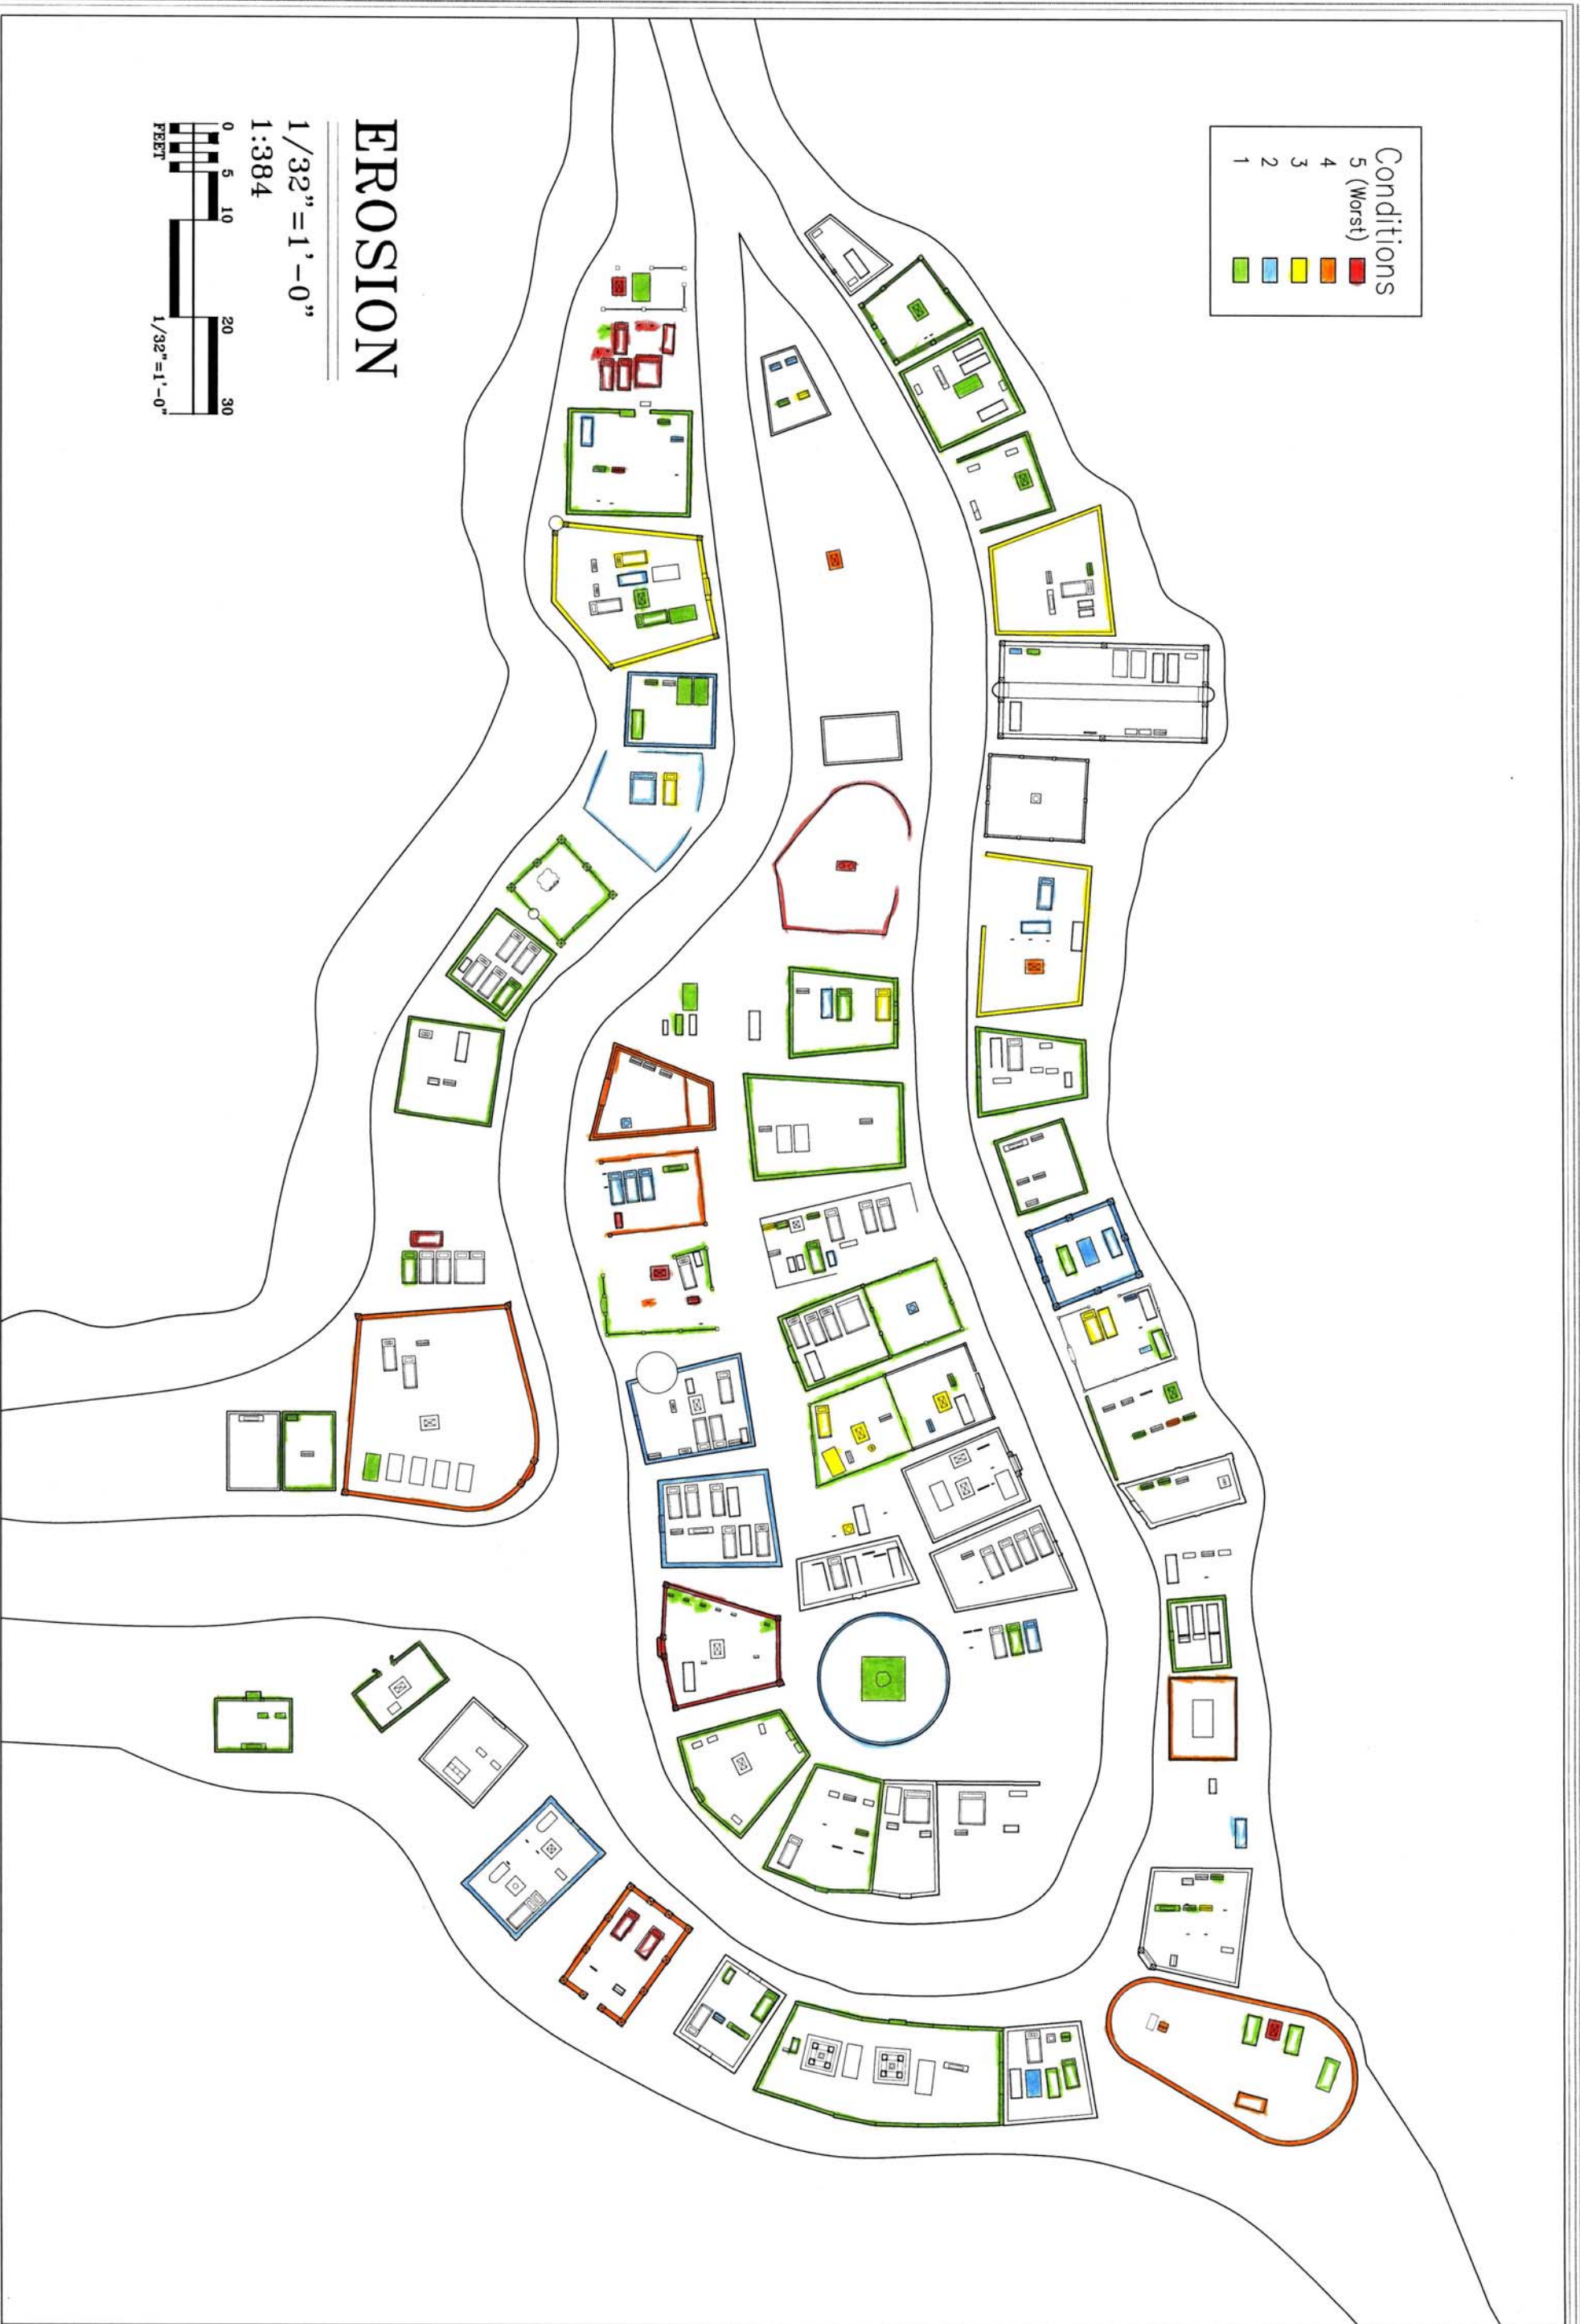 Conditions
5 (Worst)
4
3
2
1
EROSION
1/32"=1'-0"
1:384
0 5 10 20 30
FEET
1/32"=1'-0"